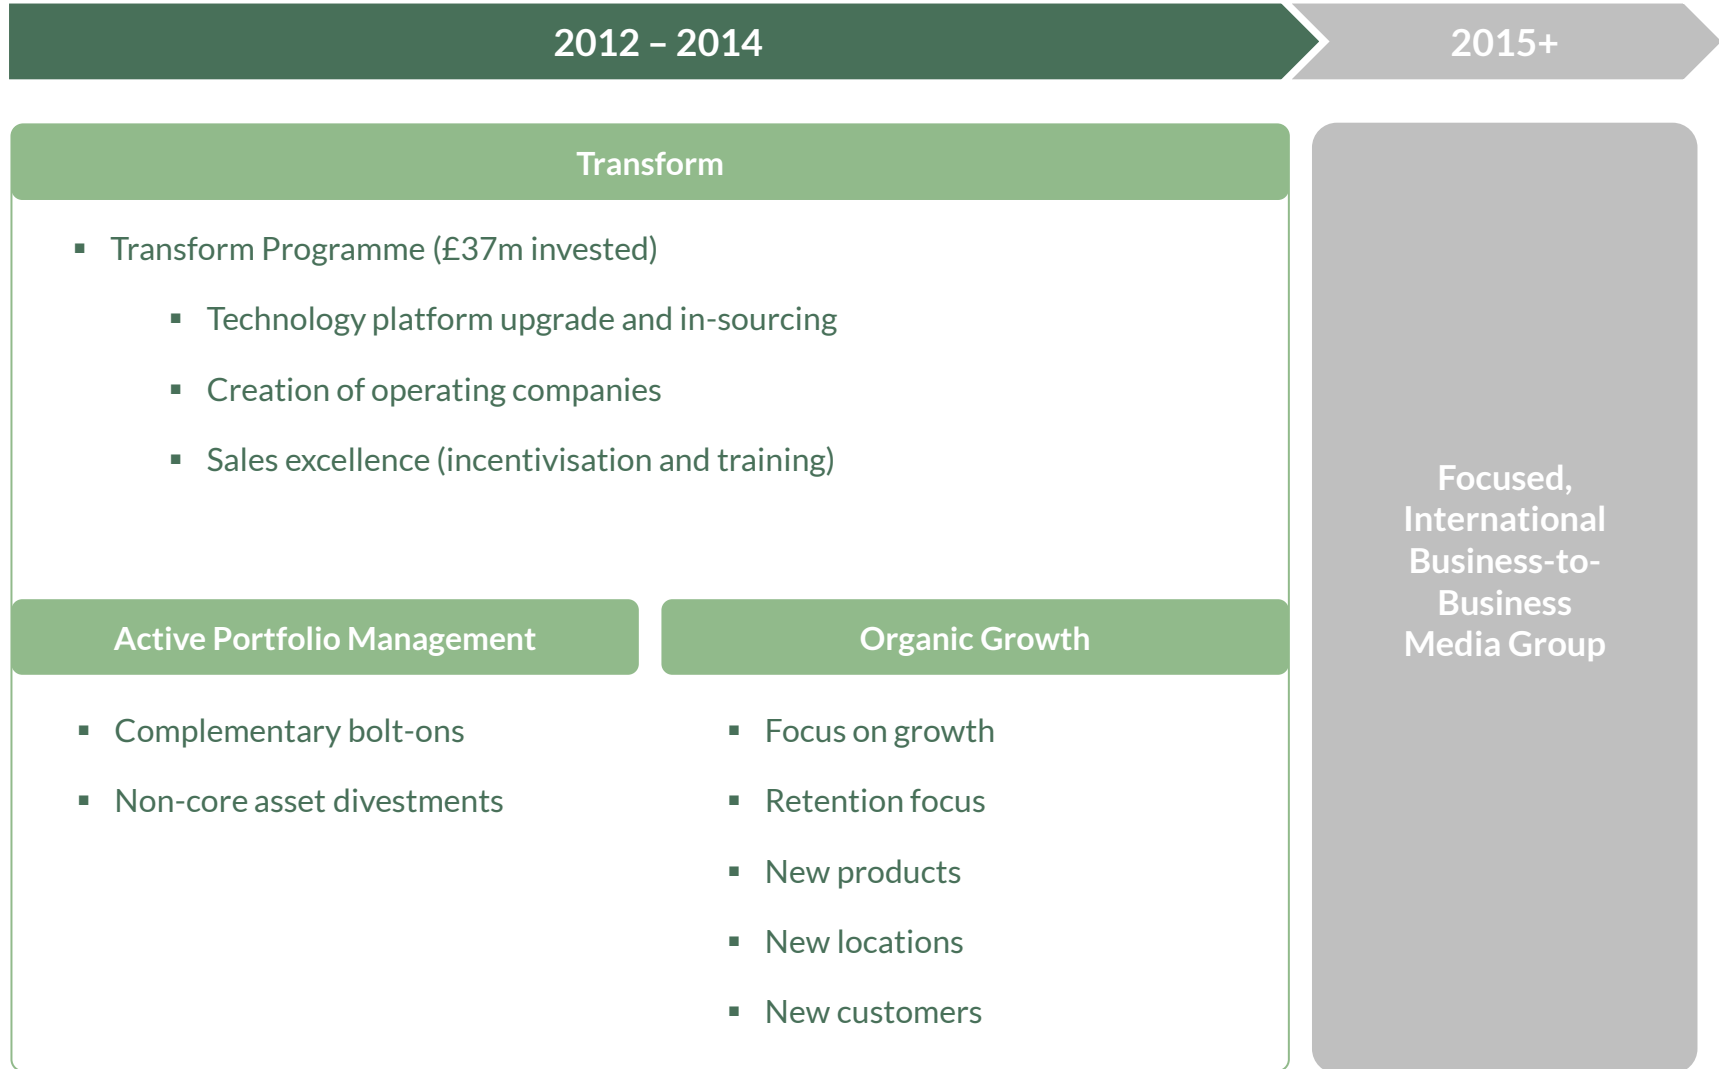 2012 – 2014
2015+
Transform
▪ Transform Programme (£37m invested)
▪ Technology platform upgrade and in-sourcing
▪ Creation of operating companies
▪ Sales excellence (incentivisation and training)
Active Portfolio Management
▪ Complementary bolt-ons
▪ Non-core asset divestments
Organic Growth
▪ Focus on growth
▪ Retention focus
▪ New products
▪ New locations
▪ New customers
Focused,
International
Business-to-
Business
Media Group